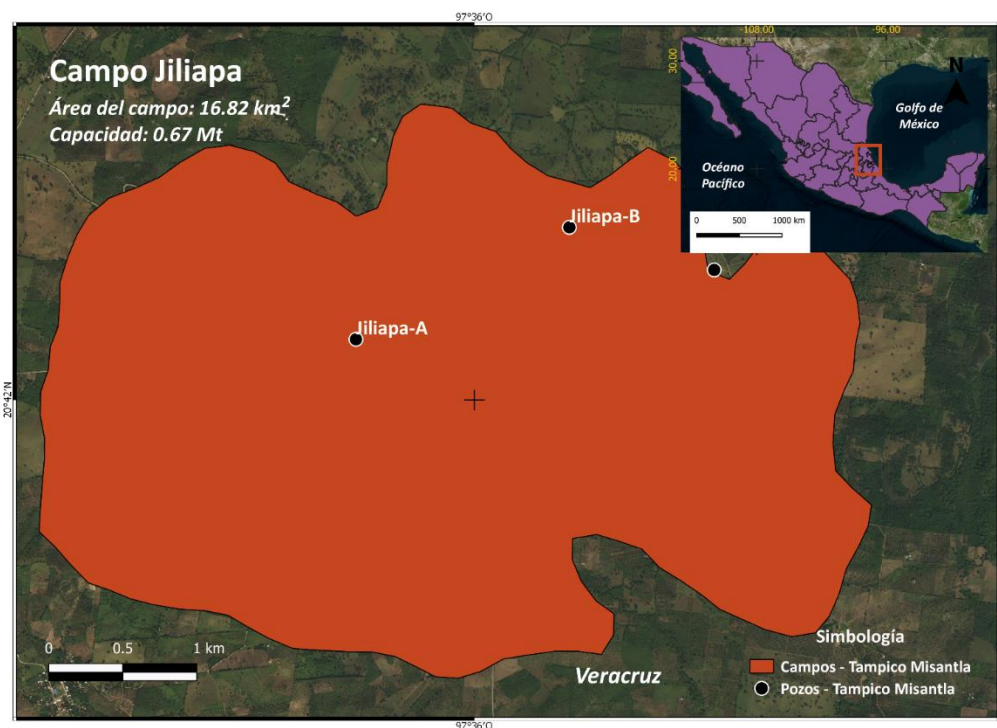 97°36'O
Campo Jiliapa
Área del campo: 16.82 km²
Capacidad: 0.67 Mt
-108,00
-96,00
30,00
20,00
N
Golfo de
México
Océano
Pacífico
0 500 1000 km
Jiliapa-B
Jiliapa-A
20°42'N
0 0.5 1 km
Veracruz
Simbología
Campos - Tampico Misantla
Pozos - Tampico Misantla
97°36'O